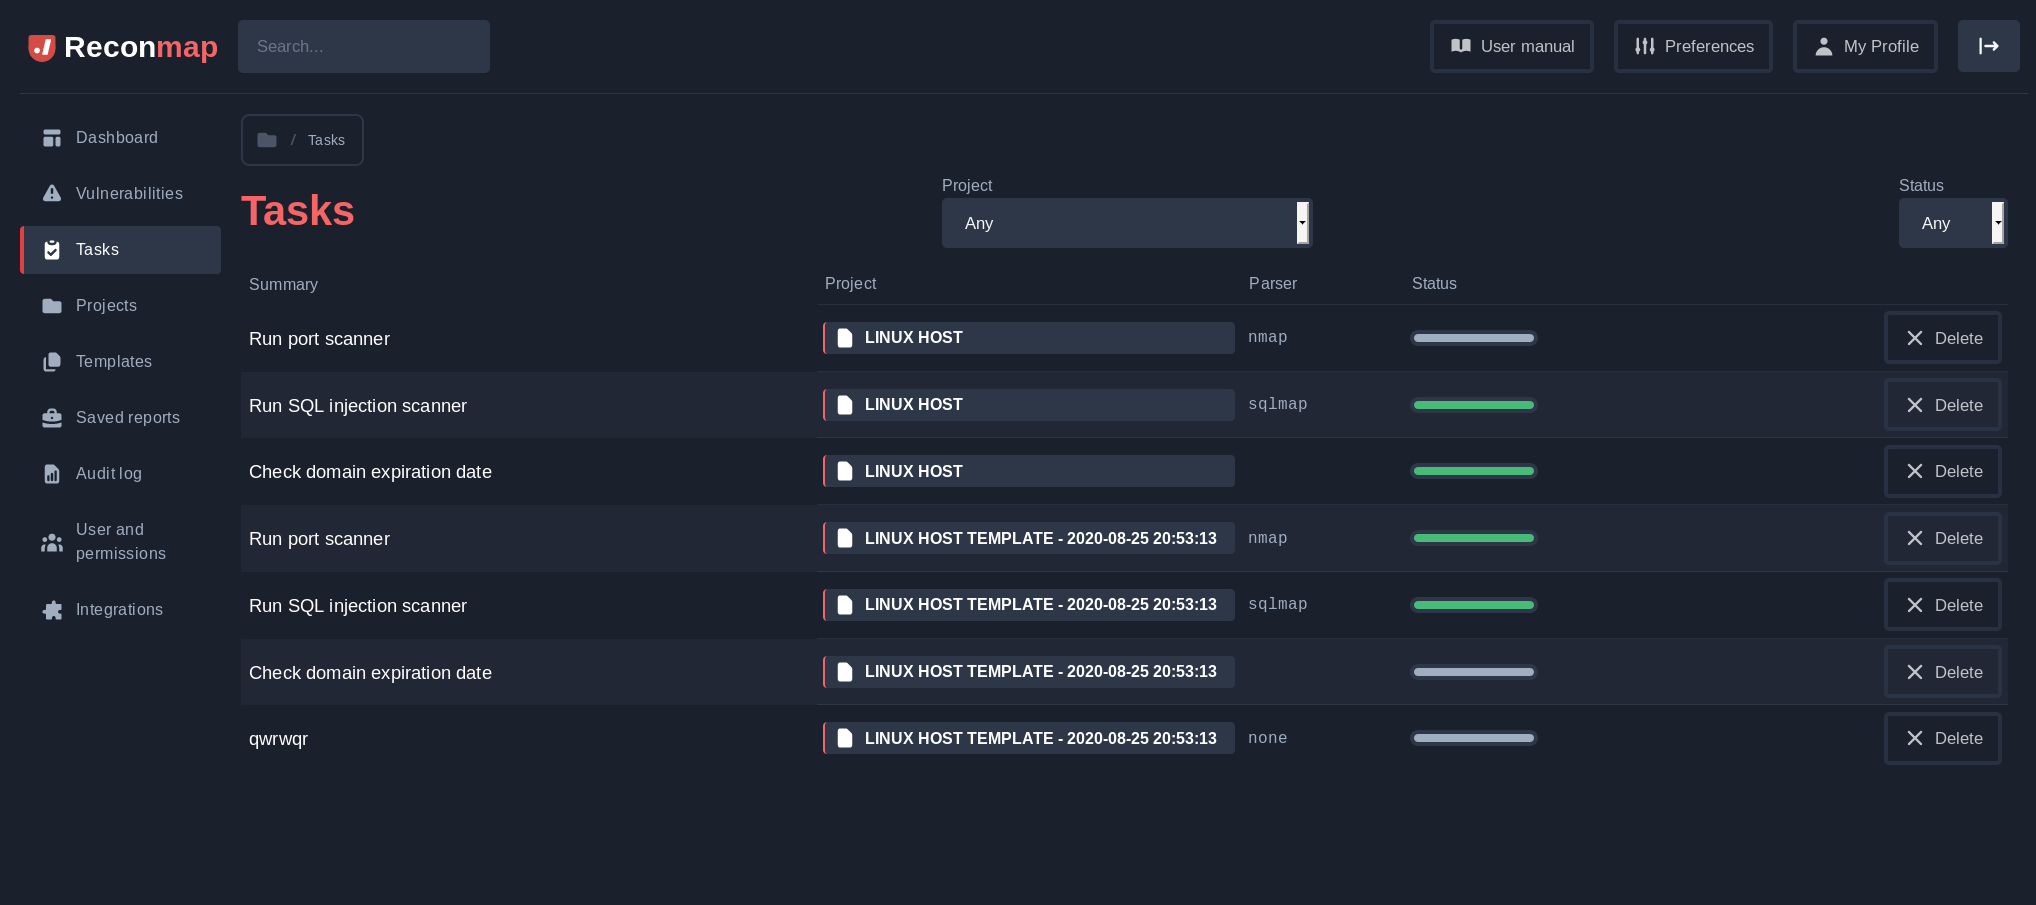 Reconmap
Search...
User manual
Preferences
My Profile
Dashboard
Vulnerabilities
Tasks
Projects
Templates
Saved reports
Audit log
User and
permissions
Integrations
/ Tasks
Tasks
Project
Any
Status
Any
Summary Project Parser Status
Run port scanner LINUX HOST nmap Delete
Run SQL injection scanner LINUX HOST sqlmap Delete
Check domain expiration date LINUX HOST Delete
Run port scanner LINUX HOST TEMPLATE - 2020-08-25 20:53:13 nmap Delete
Run SQL injection scanner LINUX HOST TEMPLATE - 2020-08-25 20:53:13 sqlmap Delete
Check domain expiration date LINUX HOST TEMPLATE - 2020-08-25 20:53:13 Delete
qwrwqr LINUX HOST TEMPLATE - 2020-08-25 20:53:13 none Delete